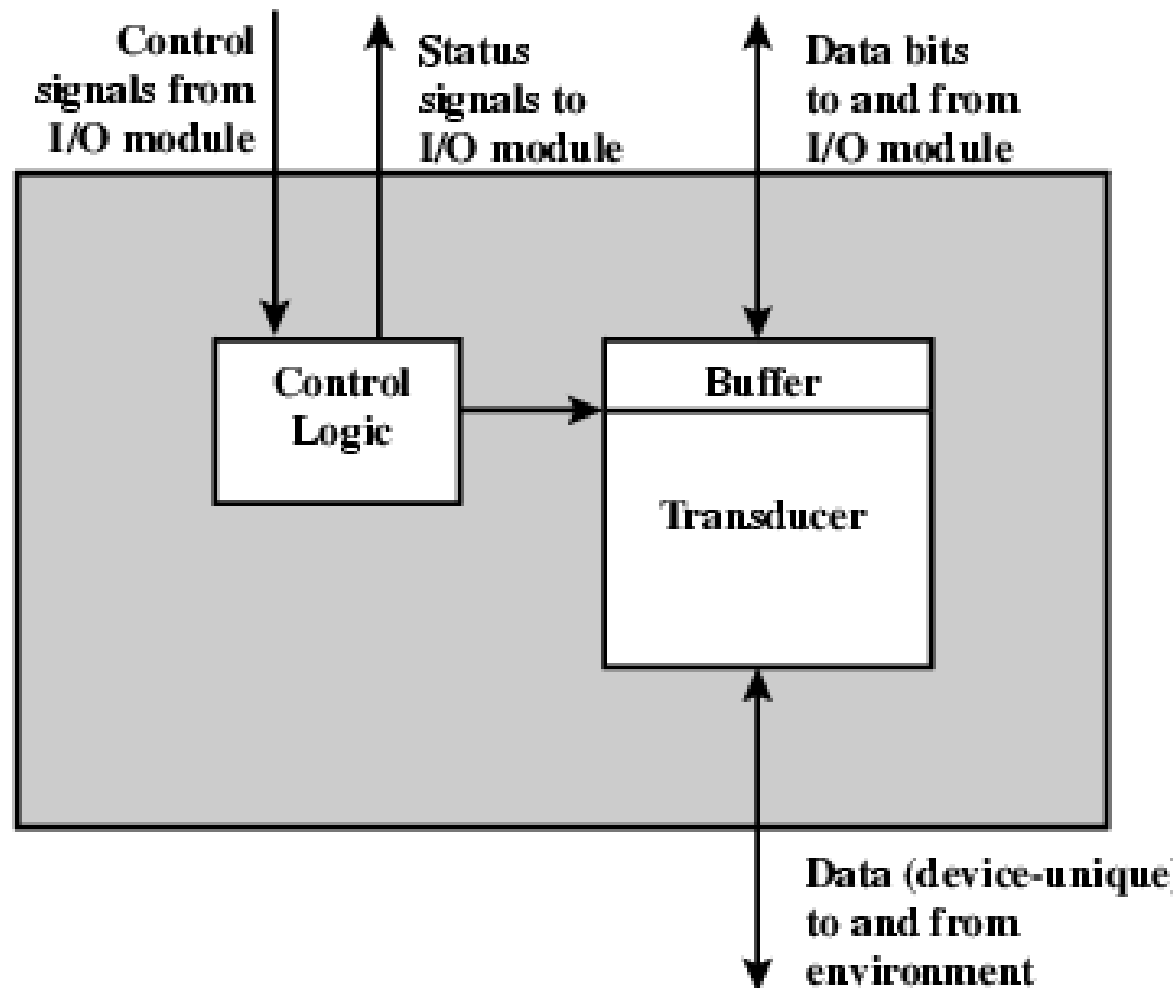 Control
signals from
I/O module
Status
signals to
I/O module
Data bits
to and from
I/O module
Control
Logic
Buffer
Transducer
Data (device-unique)
to and from
environment